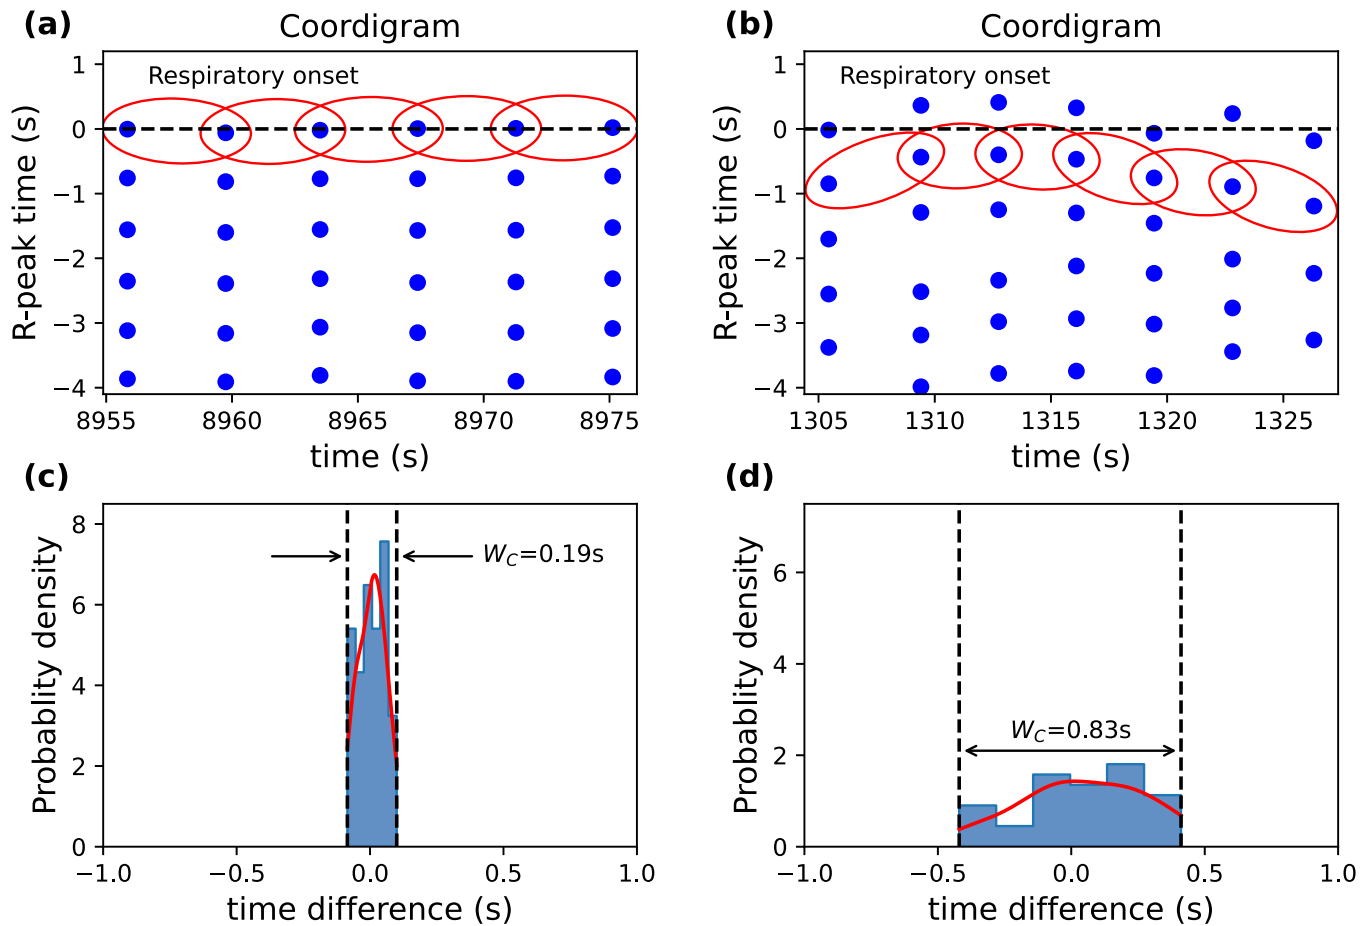 (a)
Coordigram
Respiratory onset
R-peak time (s)
1
0
−1
−2
−3
−4
8955 8960 8965 8970 8975
time (s)
(b)
Coordigram
Respiratory onset
R-peak time (s)
1
0
−1
−2
−3
−4
1305 1310 1315 1320 1325
time (s)
(c)
Probablity density
8
6
4
2
0
W_C=0.19s
−1.0 −0.5 0.0 0.5 1.0
time difference (s)
(d)
Probablity density
6
4
2
0
W_C=0.83s
−1.0 −0.5 0.0 0.5 1.0
time difference (s)